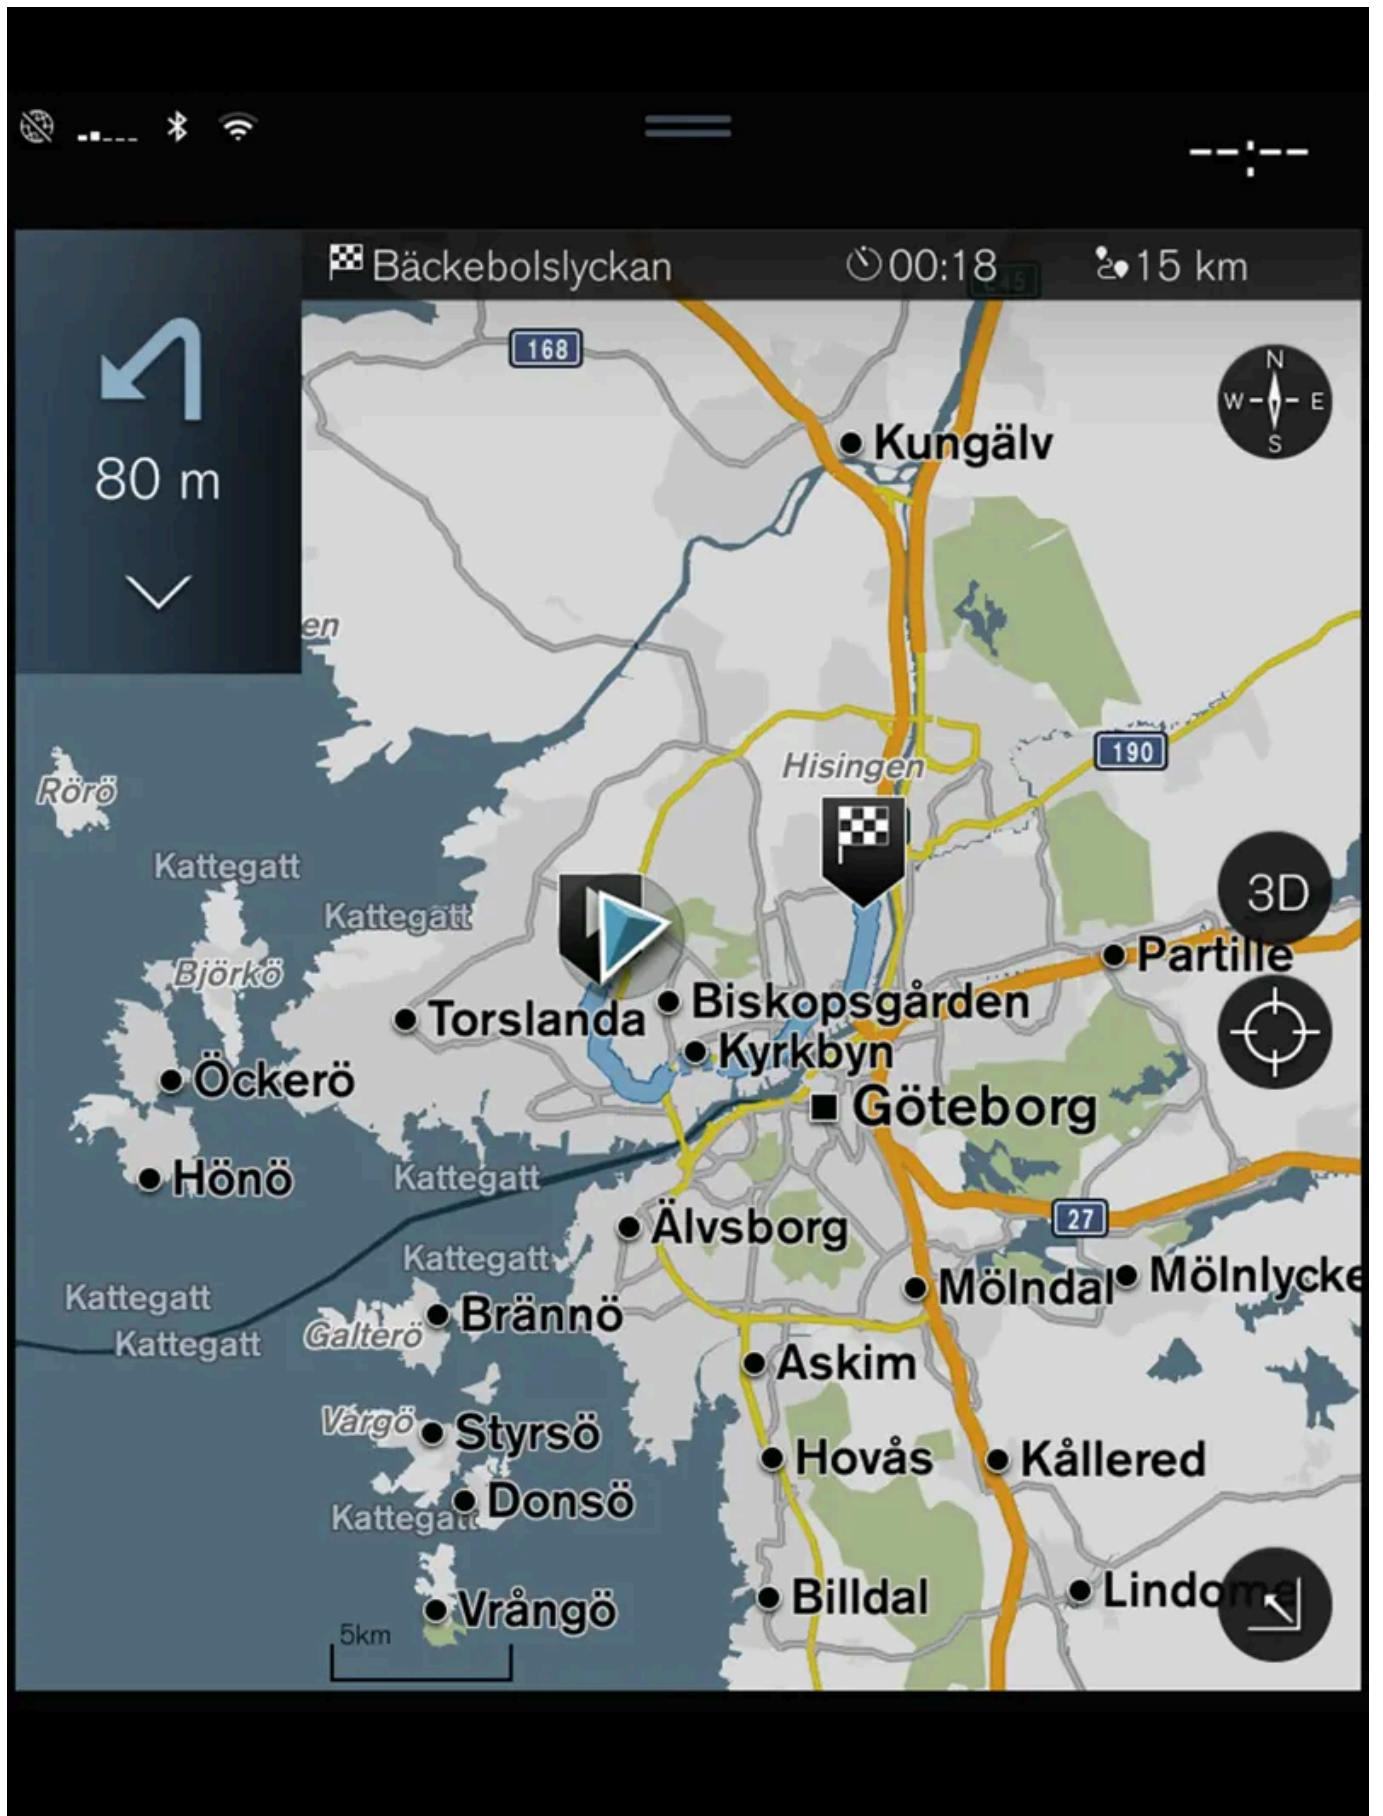 --:--
Bäckebolslyckan
00:18
15 km
80 m
168
N
W
E
S
Kungälv
en
190
Hisingen
Rörö
Kattegatt
3D
Kattegatt
Partille
Björkö
Biskopsgården
Torslanda
Kyrkbyn
Öckerö
Göteborg
Hönö
Kattegatt
27
Älvsborg
Kattegatt
Mölndal
Mölnlycke
Kattegatt
Brännö
Galterö
Kattegatt
Askim
Vargö
Styrsö
Hovås
Kållered
Donsö
Kattegatt
Lindome
Billdal
Vrångö
5km